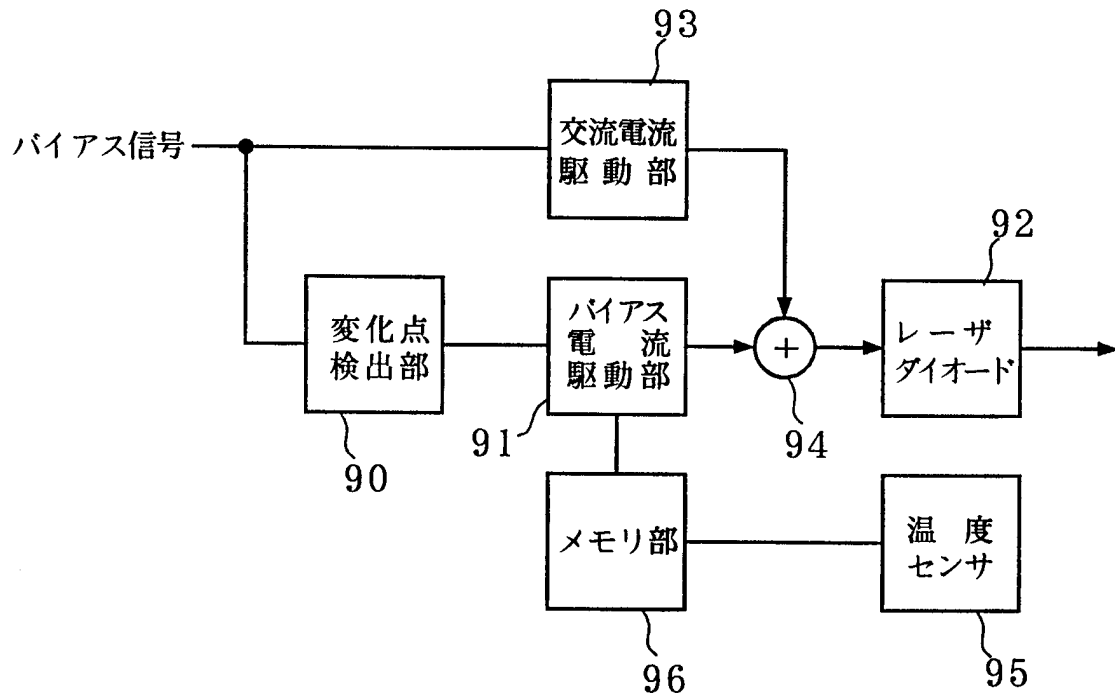 93
交流電流
駆動部
バイアス信号
92
変化点
検出部
バイアス
電流
駆動部
レーザ
ダイオード
91
94
90
メモリ部
温度
センサ
96
95